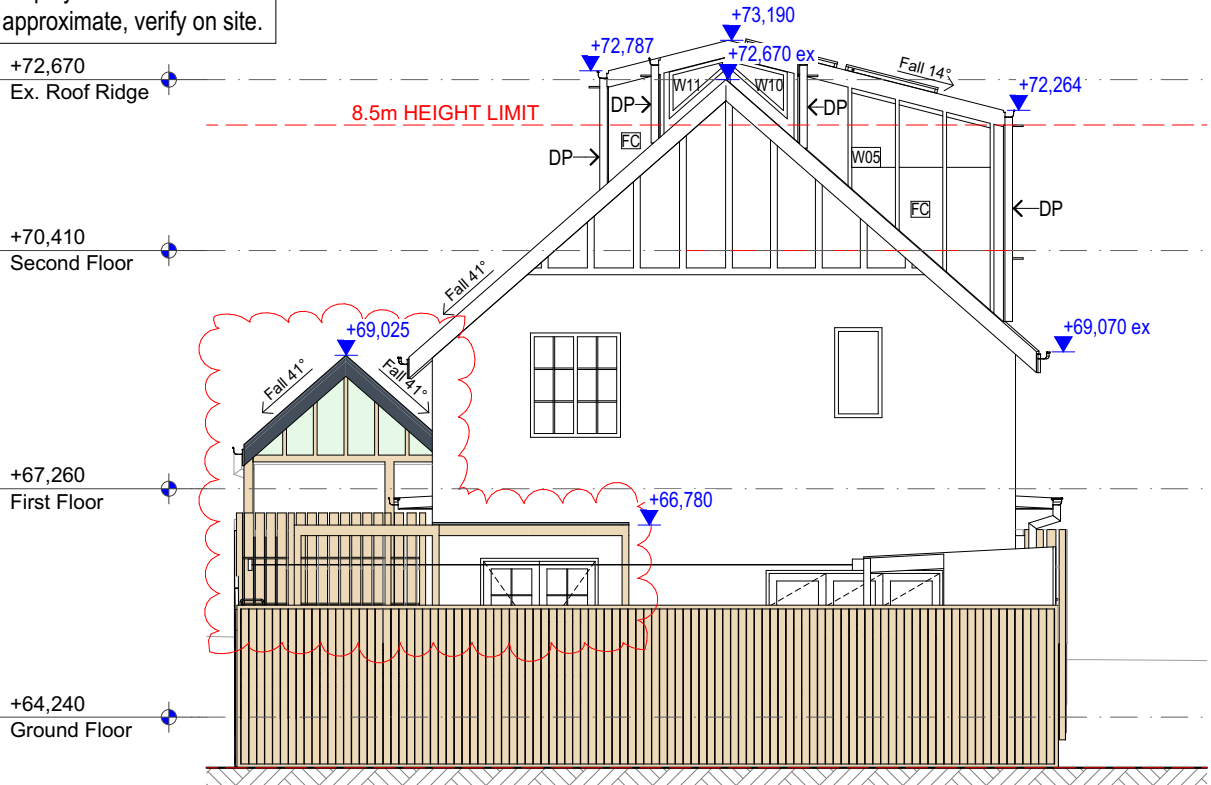 approximate, verify on site.
+73,190
+72,787
+72,670 ex
+72,670
Ex. Roof Ridge
Fall 14°
W11
W10
+72,264
8.5m HEIGHT LIMIT
DP
DP
FC
DP
W05
FC
DP
+70,410
Second Floor
Fall 41°
+69,025
+69,070 ex
Fall 41°
Fall 41°
+67,260
First Floor
+66,780
+64,240
Ground Floor